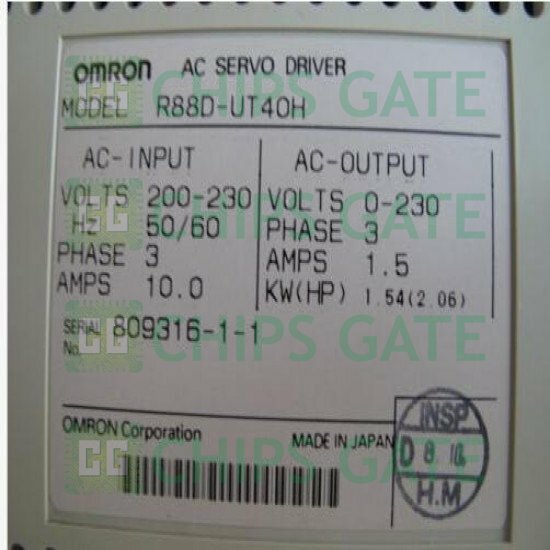 OMRON AC SERVO DRIVER
MODEL R88D-UT40H
AC-INPUT
VOLTS 200-230
Hz 50/60
PHASE 3
AMPS 10.0
AC-OUTPUT
VOLTS 0-230
PHASE 3
AMPS 1.5
KW(HP) 1.54(2.06)
SERIAL No. 809316-1-1
OMRON Corporation MADE IN JAPAN
INSP
D 8.10.
H.M
CHIPS GATE
CHIPS GATE
CHIPS GATE
CHIPS GATE